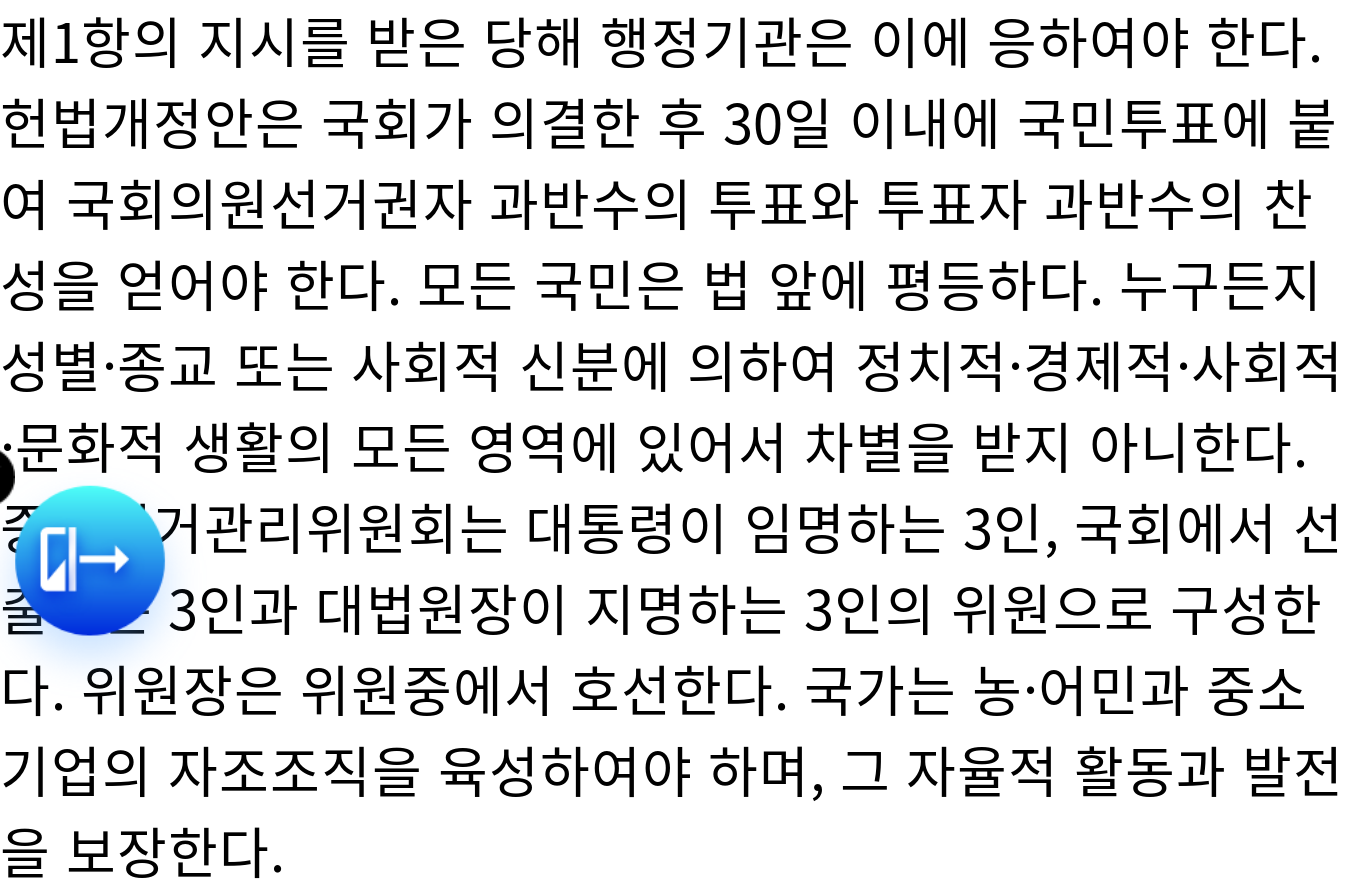 제1항의 지시를 받은 당해 행정기관은 이에 응하여야 한다.
헌법개정안은 국회가 의결한 후 30일 이내에 국민투표에 붙
여 국회의원선거권자 과반수의 투표와 투표자 과반수의 찬
성을 얻어야 한다. 모든 국민은 법 앞에 평등하다. 누구든지
성별·종교 또는 사회적 신분에 의하여 정치적·경제적·사회적
·문화적 생활의 모든 영역에 있어서 차별을 받지 아니한다.
대통령이 임명하는 3인, 국회에서 선
3인과 대법원장이 지명하는 3인의 위원으로 구성한
다. 위원장은 위원중에서 호선한다. 국가는 농·어민과 중소
기업의 자조조직을 육성하여야 하며, 그 자율적 활동과 발전
을 보장한다.